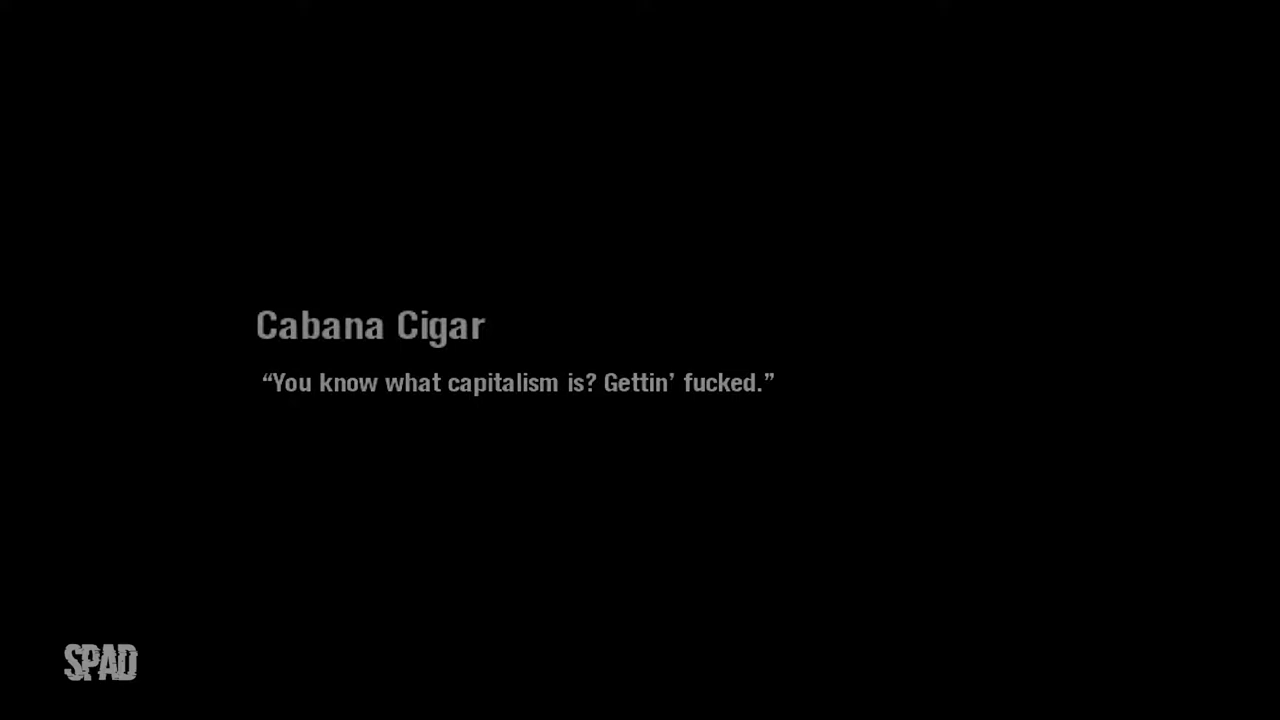 Cabana Cigar
“You know what capitalism is? Gettin’ fucked.”
SPAD